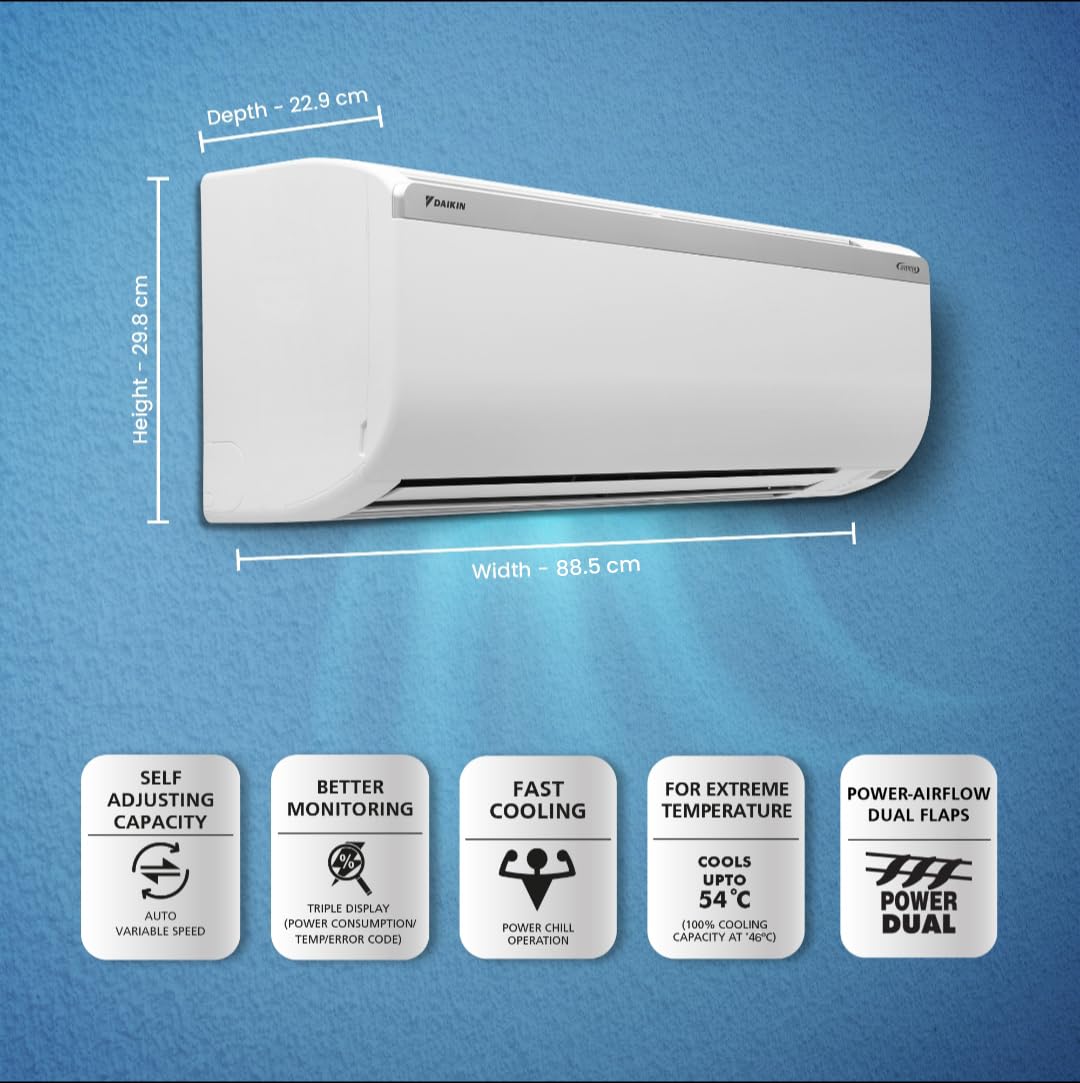 Depth - 22.9 cm
DAIKIN
Height - 29.8 cm
Width - 88.5 cm
SELF
ADJUSTING
CAPACITY
AUTO
VARIABLE SPEED
BETTER
MONITORING
%
TRIPLE DISPLAY
(POWER CONSUMPTION/
TEMP/ERROR CODE)
FAST
COOLING
POWER CHILL
OPERATION
FOR EXTREME
TEMPERATURE
COOLS
UPTO
54°C
(100% COOLING
CAPACITY AT '46ºC)
POWER-AIRFLOW
DUAL FLAPS
POWER
DUAL